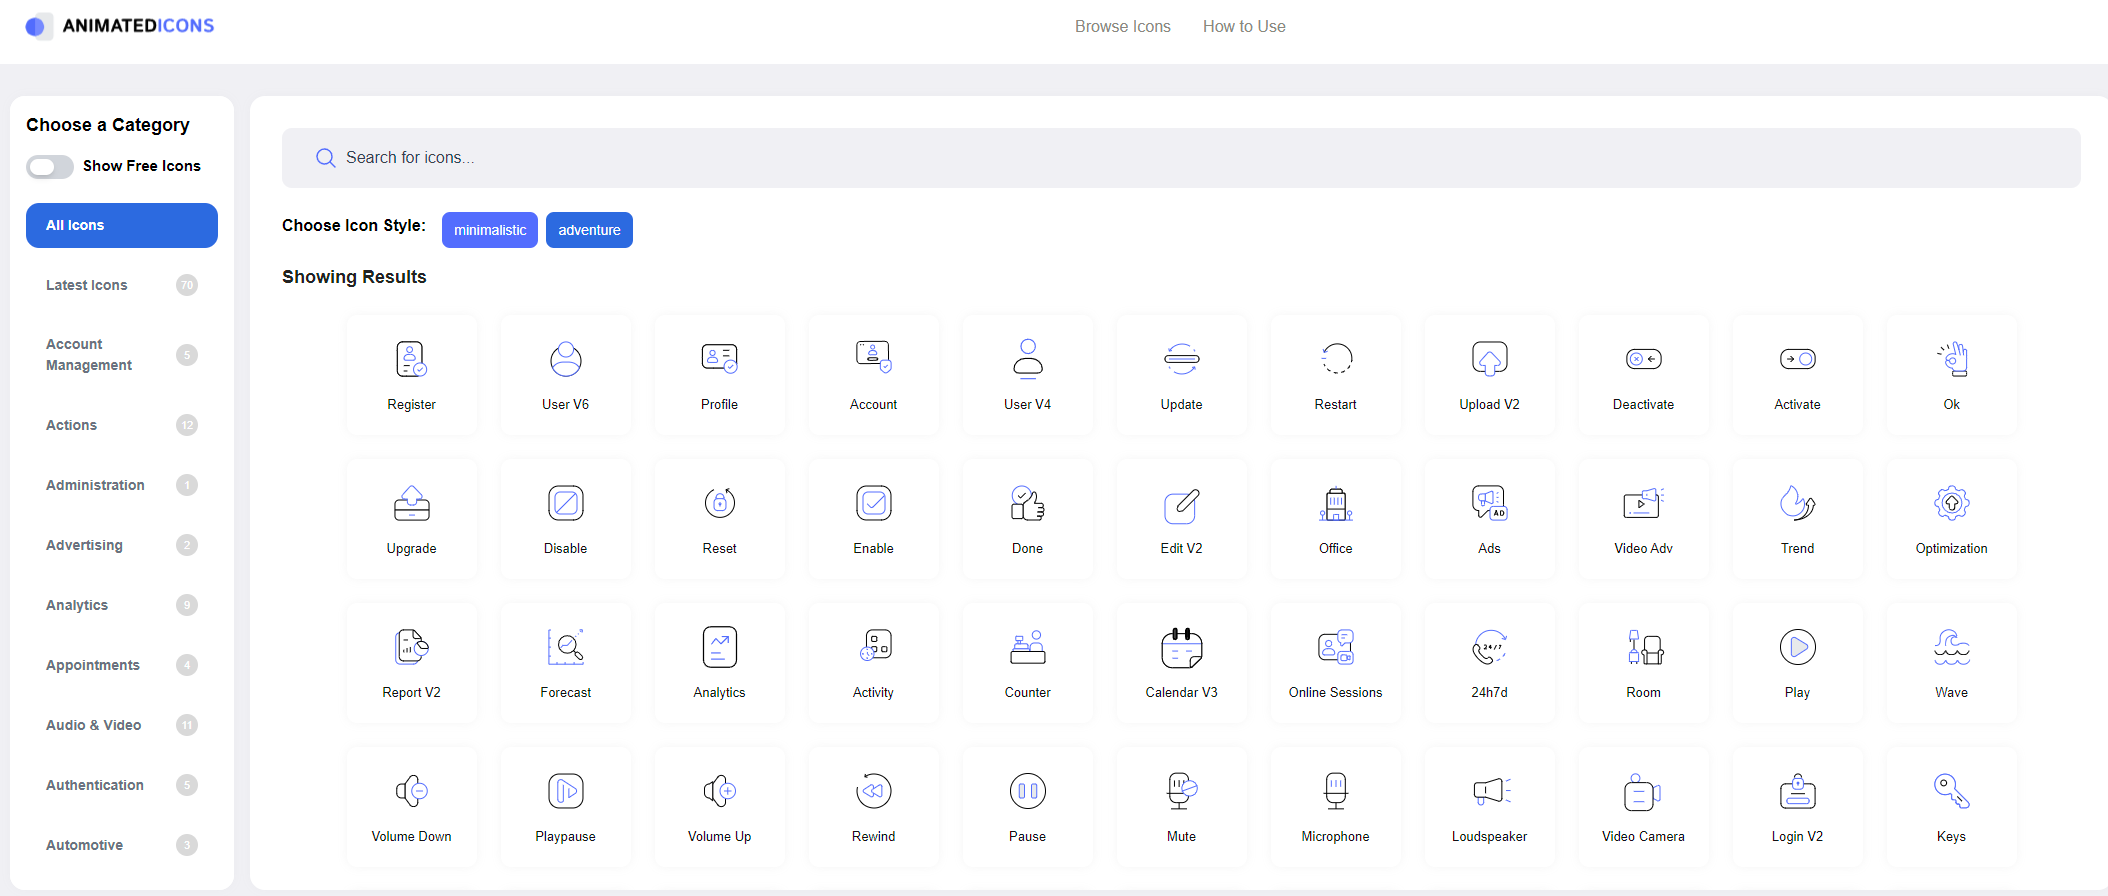 ANIMATEDICONS
Browse Icons How to Use
Choose a Category
Show Free Icons
All Icons
Latest Icons 70
Account
Management 5
Actions 12
Administration 1
Advertising 2
Analytics 9
Appointments 4
Audio & Video 11
Authentication 5
Automotive 3
Search for icons...
Choose Icon Style: minimalistic adventure
Showing Results
Register User V6 Profile Account User V4 Update Restart Upload V2 Deactivate Activate Ok
AD
Upgrade Disable Reset Enable Done Edit V2 Office Ads Video Adv Trend Optimization
24/7
Report V2 Forecast Analytics Activity Counter Calendar V3 Online Sessions 24h7d Room Play Wave
Volume Down Playpause Volume Up Rewind Pause Mute Microphone Loudspeaker Video Camera Login V2 Keys